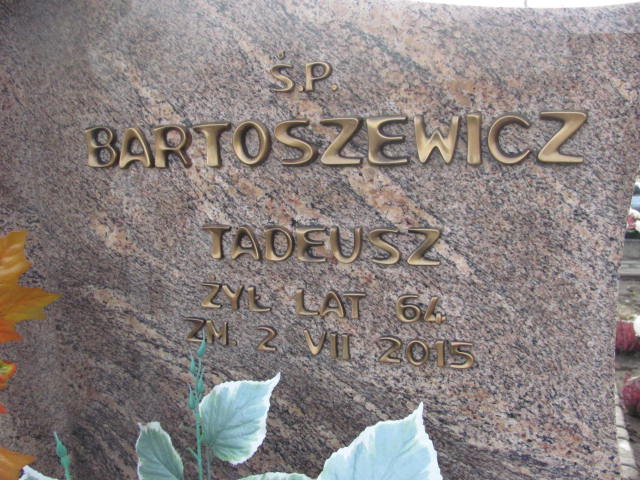 Ś.P.
BARTOSZEWICZ
TADEUSZ
ŻYŁ LAT 64
ZM. 2 VII 2015